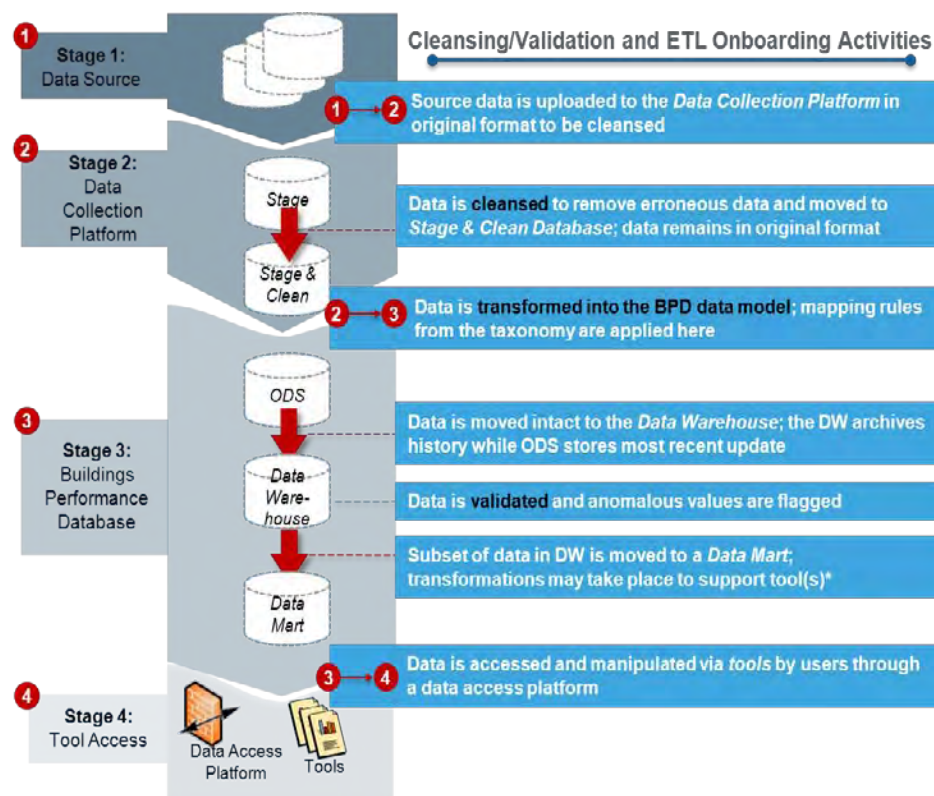 Cleansing/Validation and ETL Onboarding Activities
1
Stage 1:
Data Source
1 2
Source data is uploaded to the Data Collection Platform in
original format to be cleansed
2
Stage 2:
Data
Collection
Platform
Stage
Stage &
Clean
Data is cleansed to remove erroneous data and moved to
Stage & Clean Database; data remains in original format
2 3
Data is transformed into the BPD data model; mapping rules
from the taxonomy are applied here
3
Stage 3:
Buildings
Performance
Database
ODS
Data
Ware-
house
Data
Mart
Data is moved intact to the Data Warehouse; the DW archives
history while ODS stores most recent update
Data is validated and anomalous values are flagged
Subset of data in DW is moved to a Data Mart;
transformations may take place to support tool(s)*
3 4
Data is accessed and manipulated via tools by users through
a data access platform
4
Stage 4:
Tool Access
Data Access
Platform
Tools